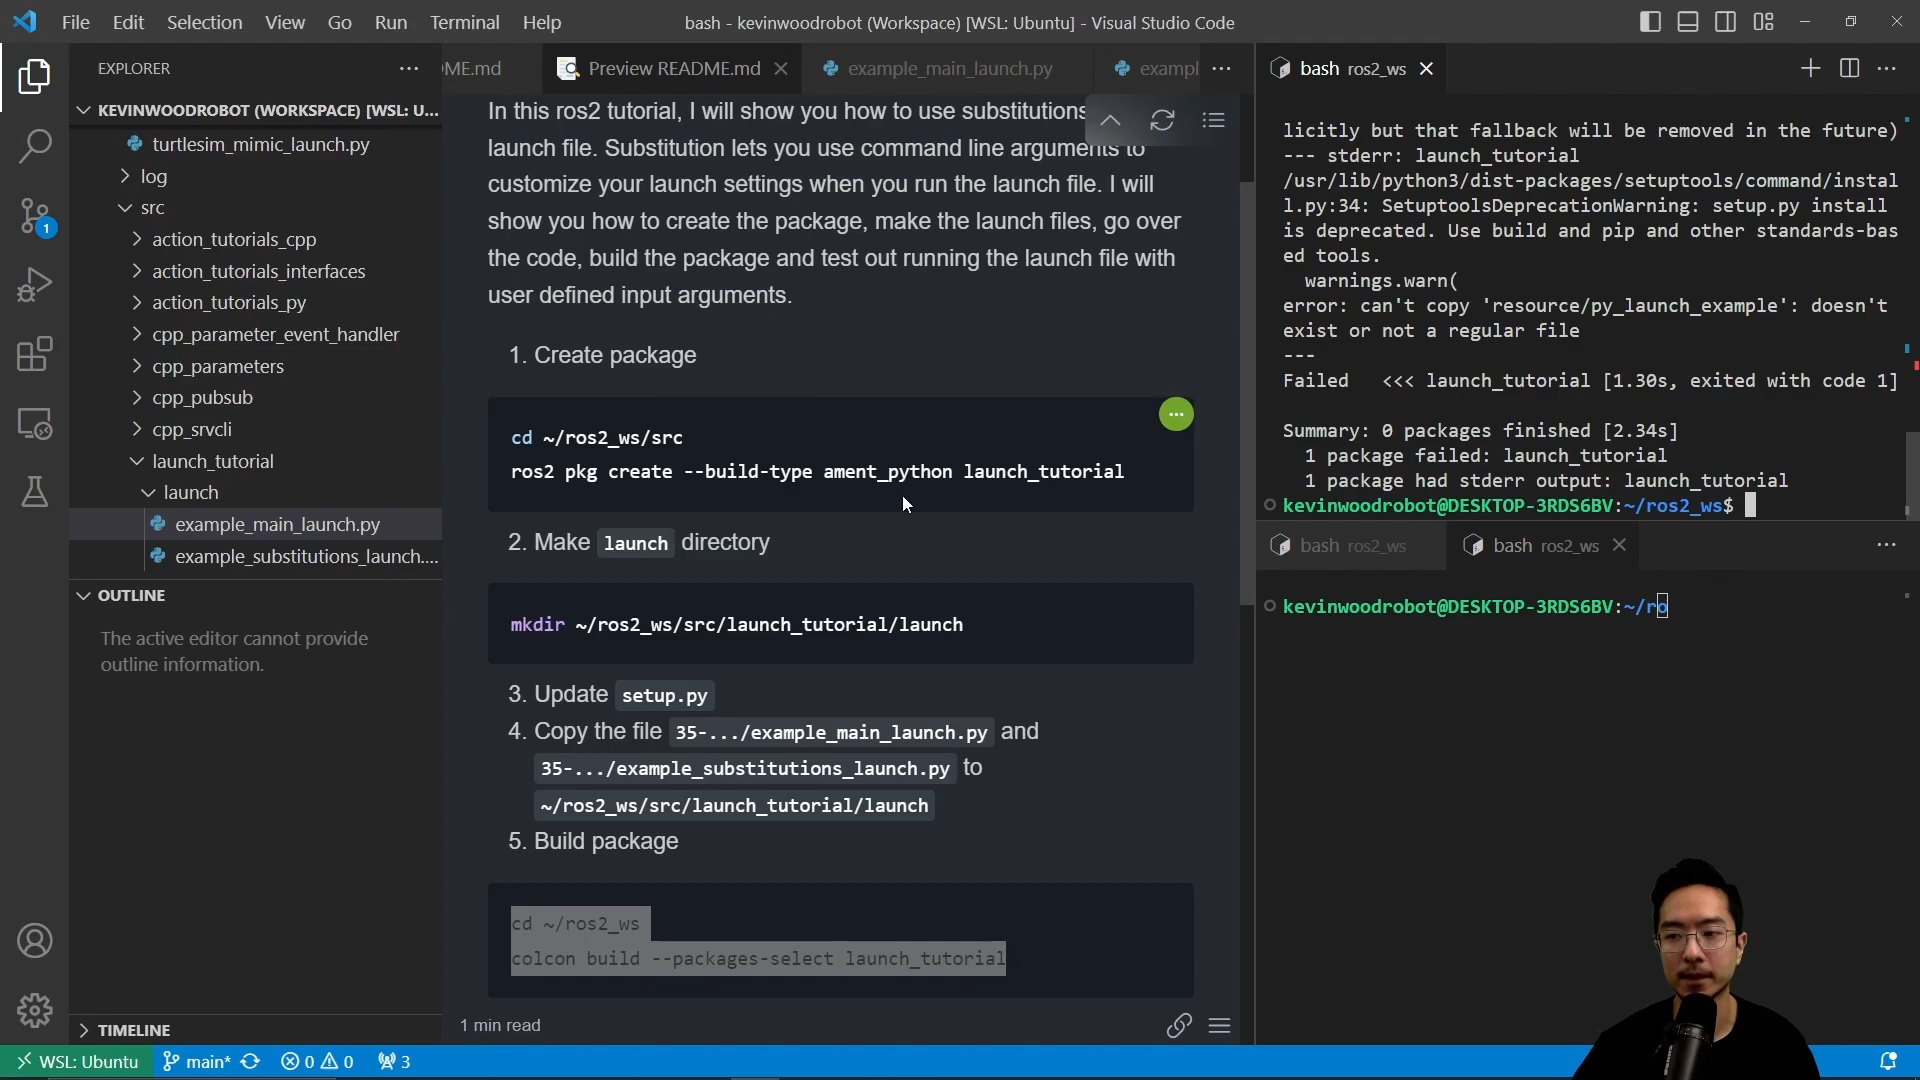 File Edit Selection View Go Run Terminal Help
bash - kevinwoodrobot (Workspace) [WSL: Ubuntu] - Visual Studio Code
EXPLORER
KEVINWOODROBOT (WORKSPACE) [WSL: U...
turtlesim_mimic_launch.py
log
src
action_tutorials_cpp
action_tutorials_interfaces
action_tutorials_py
cpp_parameter_event_handler
cpp_parameters
cpp_pubsub
cpp_srvcli
launch_tutorial
launch
example_main_launch.py
example_substitutions_launch....
OUTLINE
The active editor cannot provide
outline information.
TIMELINE
1
ME.md
Preview README.md
example_main_launch.py
exampl
In this ros2 tutorial, I will show you how to use substitutions
launch file. Substitution lets you use command line arguments to
customize your launch settings when you run the launch file. I will
show you how to create the package, make the launch files, go over
the code, build the package and test out running the launch file with
user defined input arguments.
1. Create package
cd ~/ros2_ws/src
ros2 pkg create --build-type ament_python launch_tutorial
2. Make launch directory
mkdir ~/ros2_ws/src/launch_tutorial/launch
3. Update setup.py
4. Copy the file 35-.../example_main_launch.py and
35-.../example_substitutions_launch.py to
~/ros2_ws/src/launch_tutorial/launch
5. Build package
cd ~/ros2_ws
colcon build --packages-select launch_tutorial
1 min read
bash ros2_ws
licitly but that fallback will be removed in the future)
--- stderr: launch_tutorial
/usr/lib/python3/dist-packages/setuptools/command/instal
l.py:34: SetuptoolsDeprecationWarning: setup.py install
is deprecated. Use build and pip and other standards-bas
ed tools.
warnings.warn(
error: can't copy 'resource/py_launch_example': doesn't
exist or not a regular file
---
Failed <<< launch_tutorial [1.30s, exited with code 1]
Summary: 0 packages finished [2.34s]
1 package failed: launch_tutorial
1 package had stderr output: launch_tutorial
kevinwoodrobot@DESKTOP-3RDS6BV:~/ros2_ws$
bash ros2_ws
bash ros2_ws
kevinwoodrobot@DESKTOP-3RDS6BV:~/ro
WSL: Ubuntu main* 0 0 3